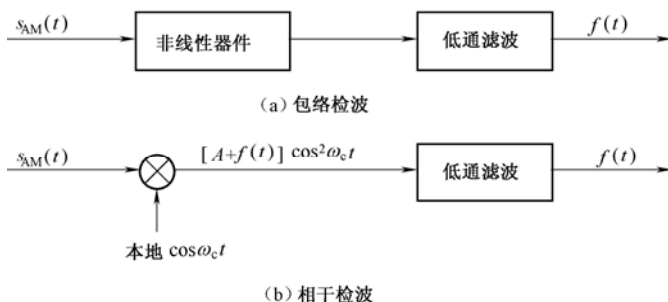 s_AM(t)
非线性器件
低通滤波
f(t)
(a) 包络检波
s_AM(t)
[A+f(t)] cos²ω_c t
低通滤波
f(t)
本地 cosω_c t
(b) 相于检波